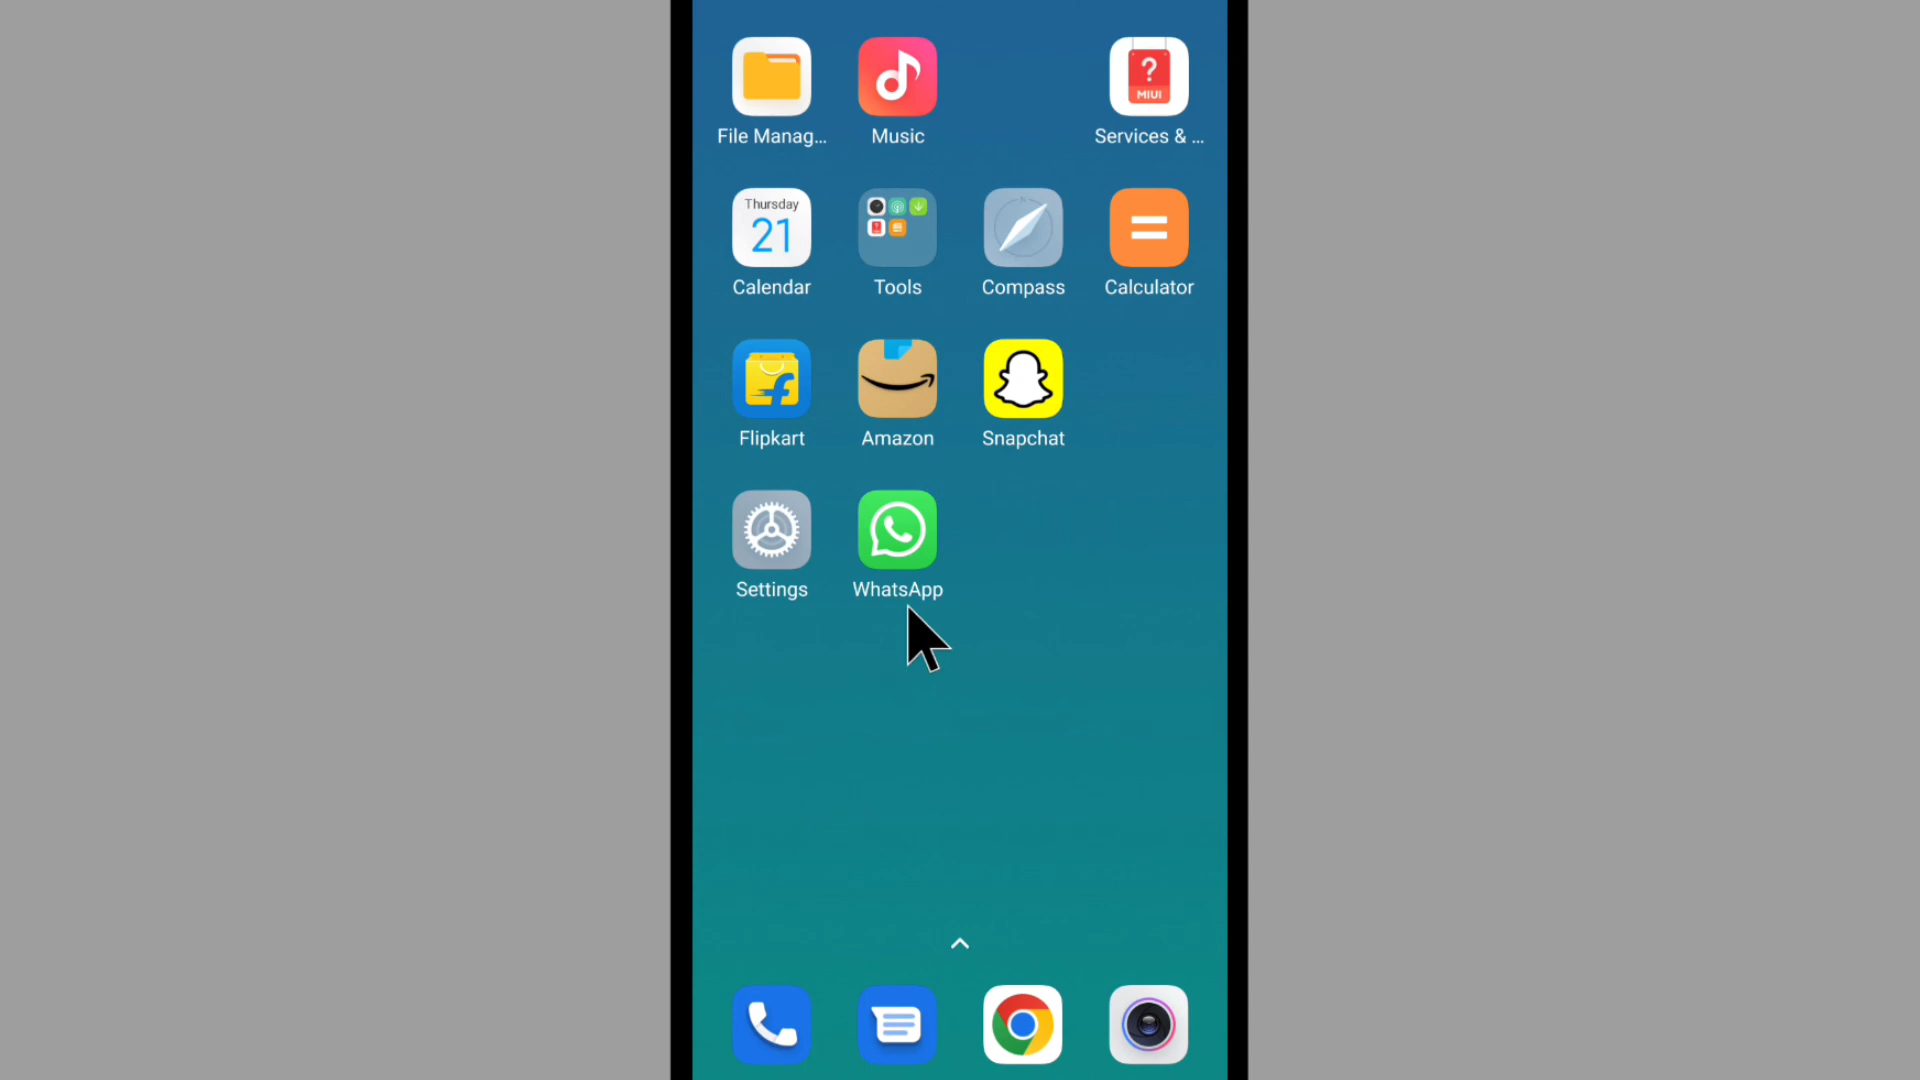 ?
MIUI
File Manag...
Music
Services & ...
Thursday
21
Calendar
Tools
Compass
Calculator
Flipkart
Amazon
Snapchat
Settings
WhatsApp